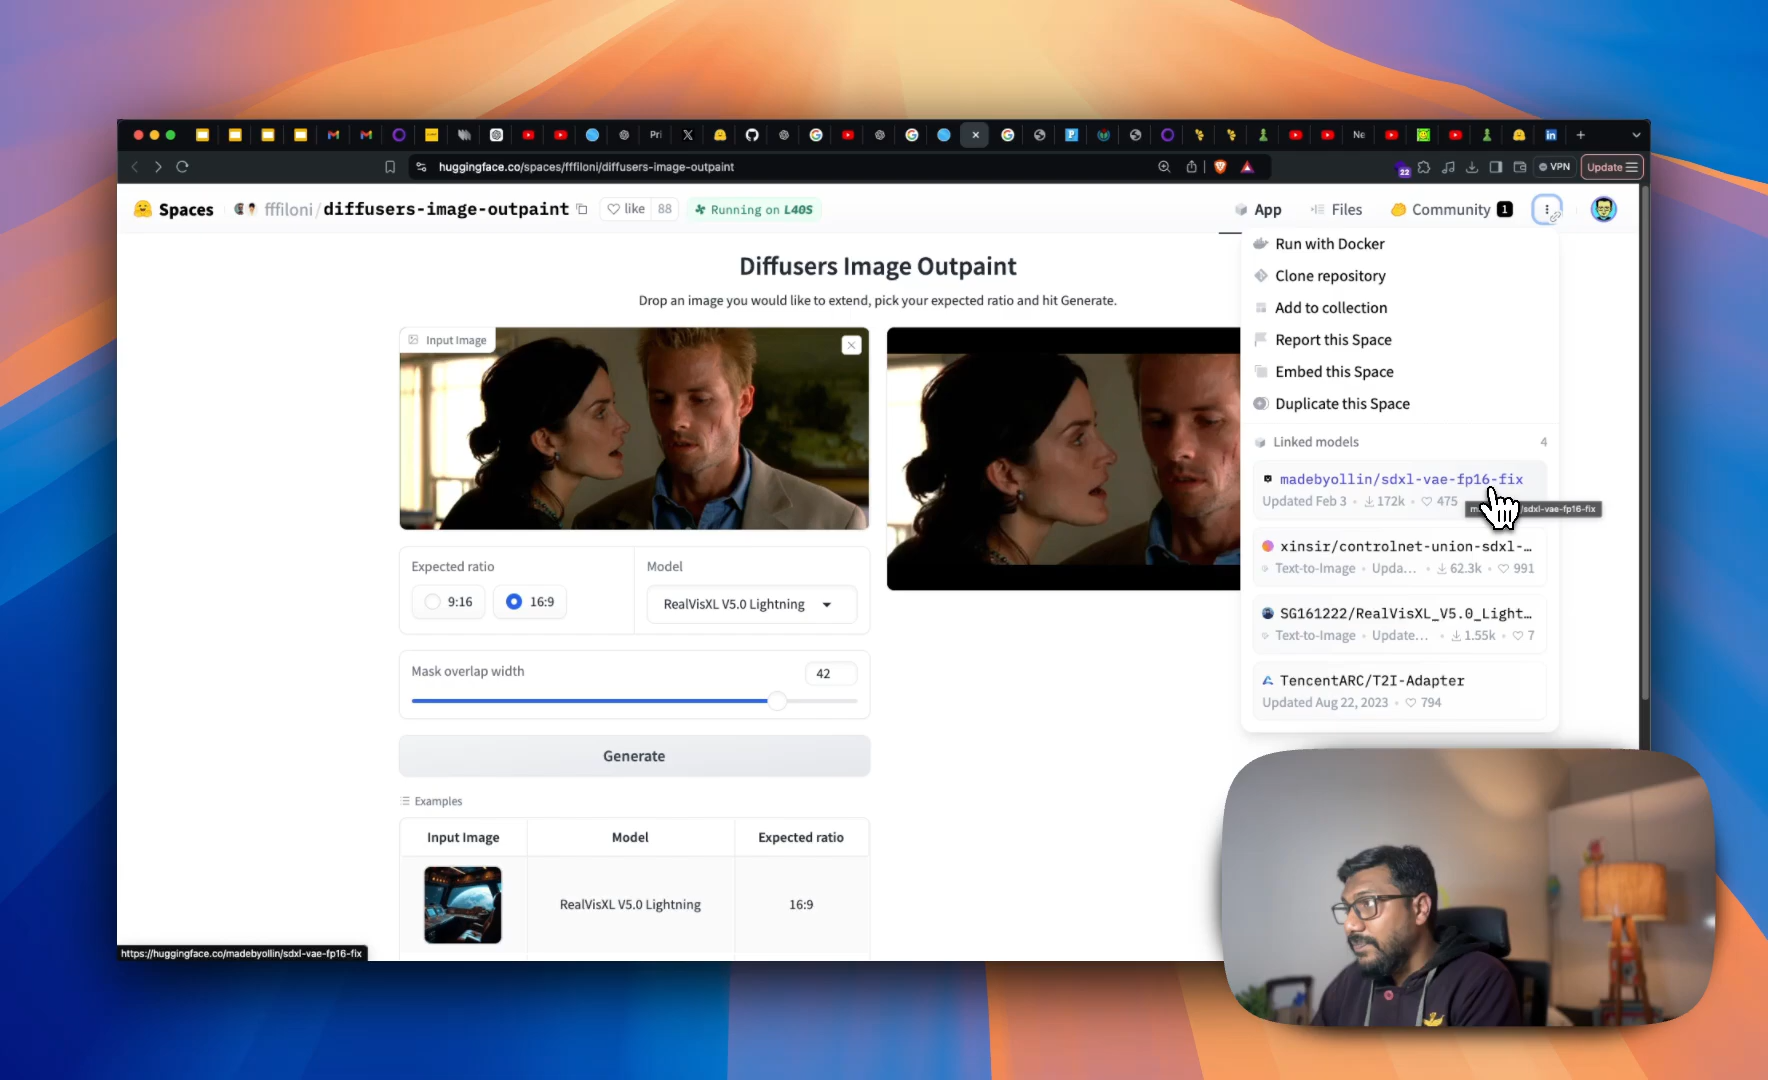 Pri
Ne
huggingface.co/spaces/fffiloni/diffusers-image-outpaint
22
VPN
Update
Spaces
fffiloni/diffusers-image-outpaint
like 88
Running on L40S
App
Files
Community 1
Diffusers Image Outpaint
Drop an image you would like to extend, pick your expected ratio and hit Generate.
Input Image
Expected ratio
9:16
16:9
Model
RealVisXL V5.0 Lightning
Mask overlap width
42
Generate
Examples
Input Image Model Expected ratio
RealVisXL V5.0 Lightning 16:9
Run with Docker
Clone repository
Add to collection
Report this Space
Embed this Space
Duplicate this Space
Linked models 4
madebyollin/sdxl-vae-fp16-fix
Updated Feb 3 • 172k • 475
/sdxl-vae-fp16-fix
xinsir/controlnet-union-sdxl-…
Text-to-Image • Upda… • 62.3k • 991
SG161222/RealVisXL_V5.0_Light…
Text-to-Image • Update… • 1.55k • 7
TencentARC/T2I-Adapter
Updated Aug 22, 2023 • 794
https://huggingface.co/madebyollin/sdxl-vae-fp16-fix